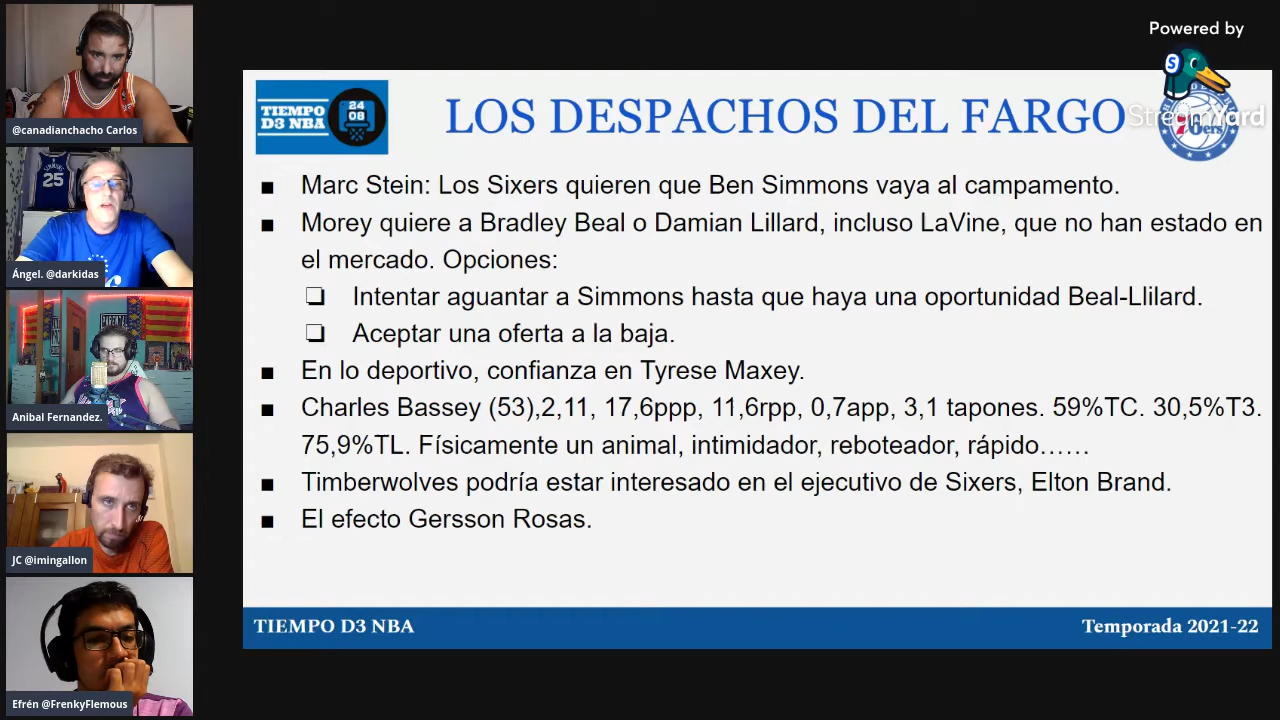 Powered by
StreamYard
TIEMPO
D3 NBA
24
08
LOS DESPACHOS DEL FARGO
76ers
■ Marc Stein: Los Sixers quieren que Ben Simmons vaya al campamento.
■ Morey quiere a Bradley Beal o Damian Lillard, incluso LaVine, que no han estado en
el mercado. Opciones:
❏ Intentar aguantar a Simmons hasta que haya una oportunidad Beal-Llilard.
❏ Aceptar una oferta a la baja.
■ En lo deportivo, confianza en Tyrese Maxey.
■ Charles Bassey (53),2,11, 17,6ppp, 11,6rpp, 0,7app, 3,1 tapones. 59%TC. 30,5%T3.
75,9%TL. Físicamente un animal, intimidador, reboteador, rápido……
■ Timberwolves podría estar interesado en el ejecutivo de Sixers, Elton Brand.
■ El efecto Gersson Rosas.
TIEMPO D3 NBA
Temporada 2021-22
@canadianchacho Carlos
SIMMONS
25
Ángel. @darkidas
Anibal Fernandez.
JC @imingallon
Efrén @FrenkyFlemous